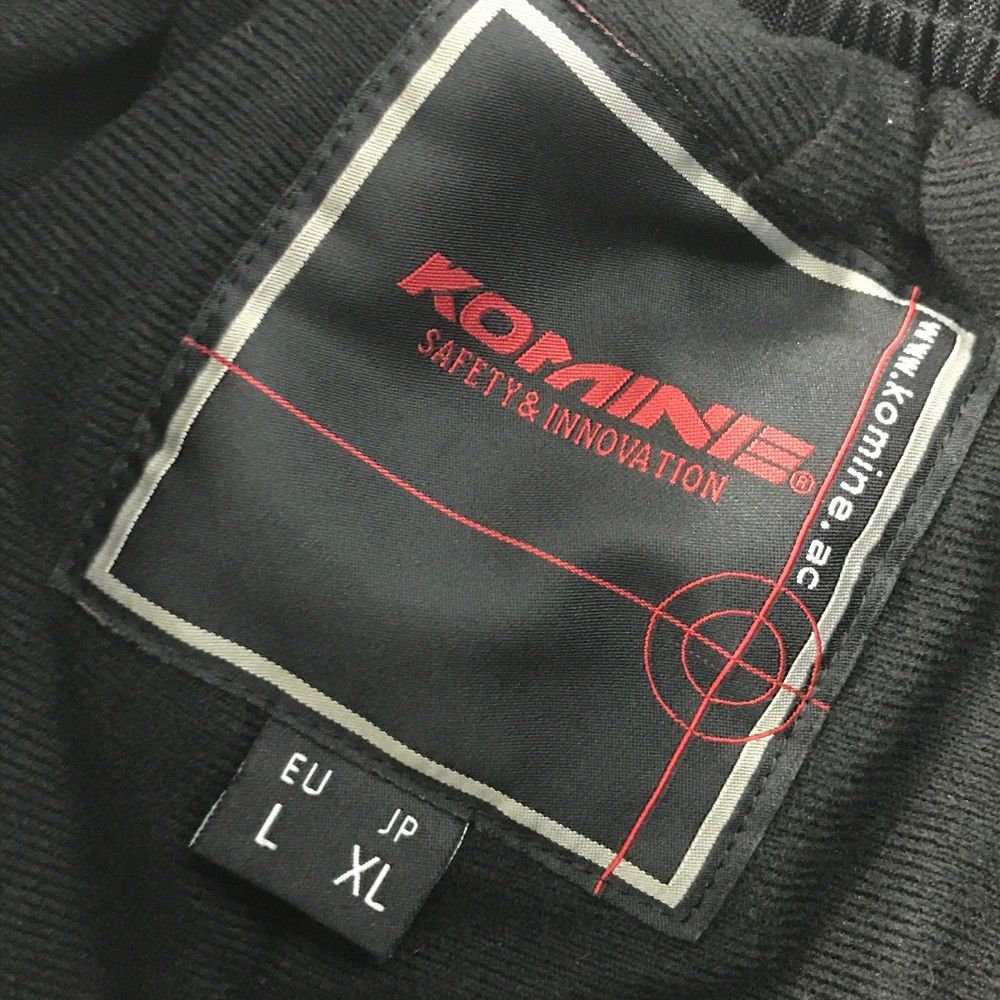 KOMINE®
SAFETY & INNOVATION
www.komine.ac
EU JP
L XL